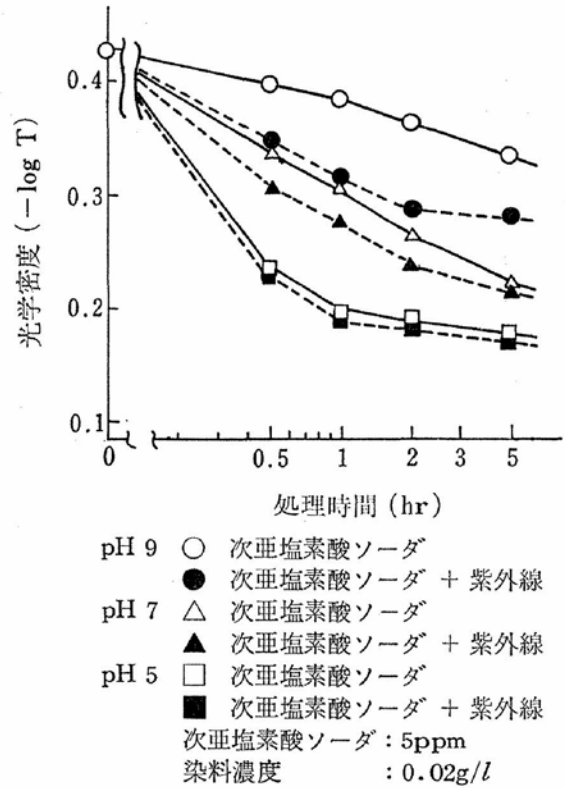 光学密度 (－log T)
0.4
0.3
0.2
0.1
0
0.5
1
2
3
5
処理時間 (hr)
pH 9 ○ 次亜塩素酸ソーダ
● 次亜塩素酸ソーダ + 紫外線
pH 7 △ 次亜塩素酸ソーダ
▲ 次亜塩素酸ソーダ + 紫外線
pH 5 □ 次亜塩素酸ソーダ
■ 次亜塩素酸ソーダ + 紫外線
次亜塩素酸ソーダ : 5ppm
染料濃度 : 0.02g/l